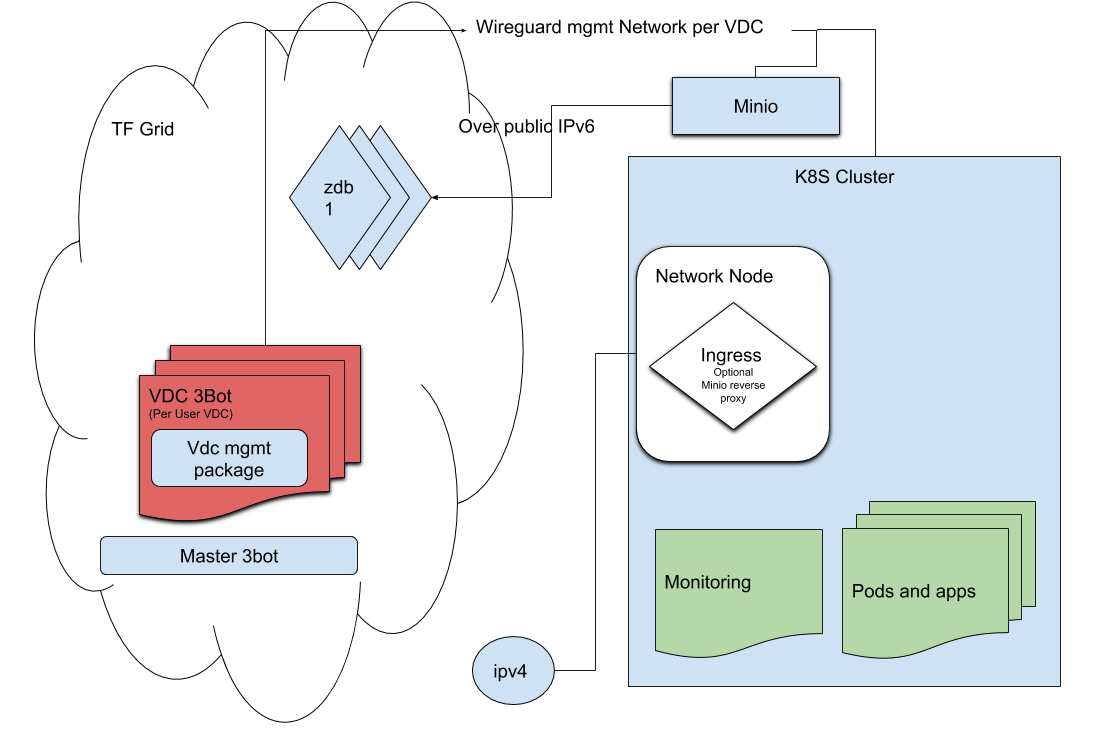 Wireguard mgmt Network per VDC
Minio
TF Grid
Over public IPv6
K8S Cluster
zdb
1
Network Node
Ingress
Optional
Minio reverse
proxy
VDC 3Bot
(Per User VDC)
Vdc mgmt
package
Master 3bot
Monitoring
Pods and apps
ipv4